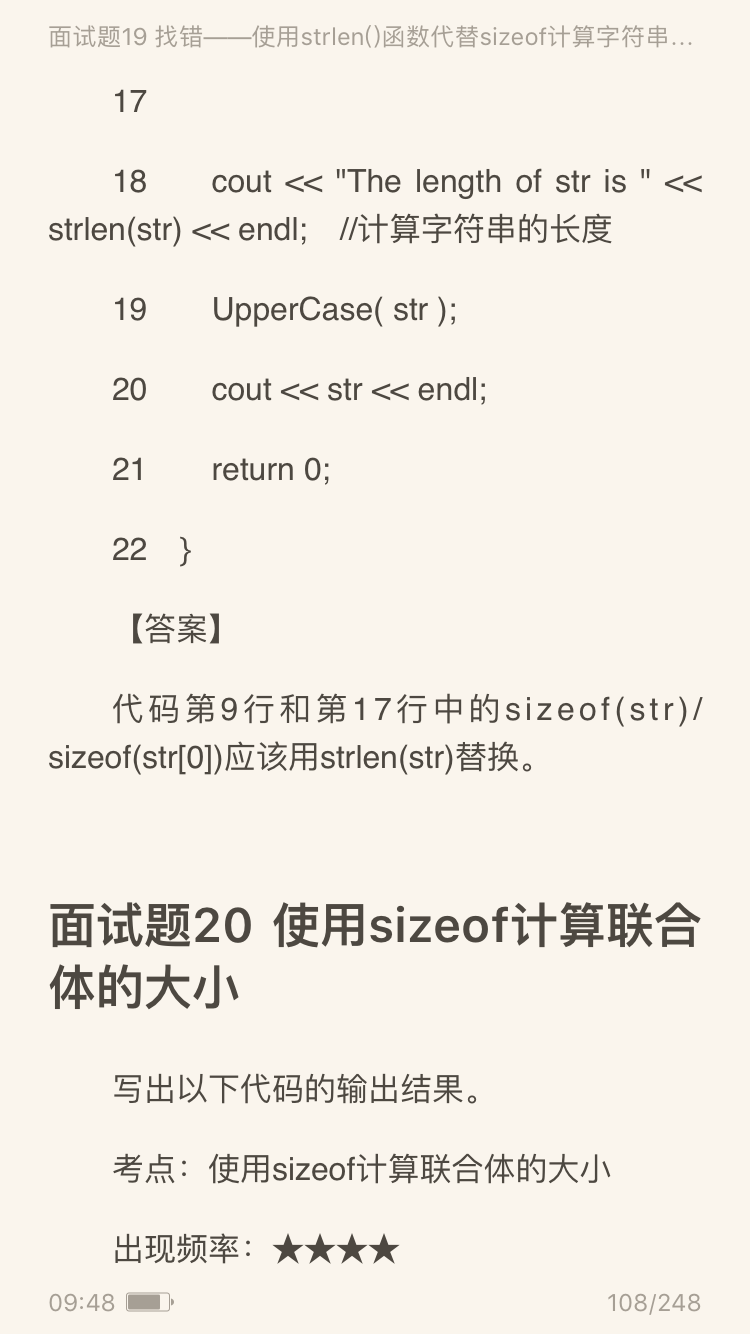 面试题19 找错——使用strlen()函数代替sizeof计算字符串…
17
18 cout << "The length of str is " <<
strlen(str) << endl; //计算字符串的长度
19 UpperCase( str );
20 cout << str << endl;
21 return 0;
22 }
【答案】
代码第9行和第17行中的sizeof(str)/
sizeof(str[0])应该用strlen(str)替换。
面试题20 使用sizeof计算联合
体的大小
写出以下代码的输出结果。
考点：使用sizeof计算联合体的大小
出现频率：★★★★
09:48 108/248